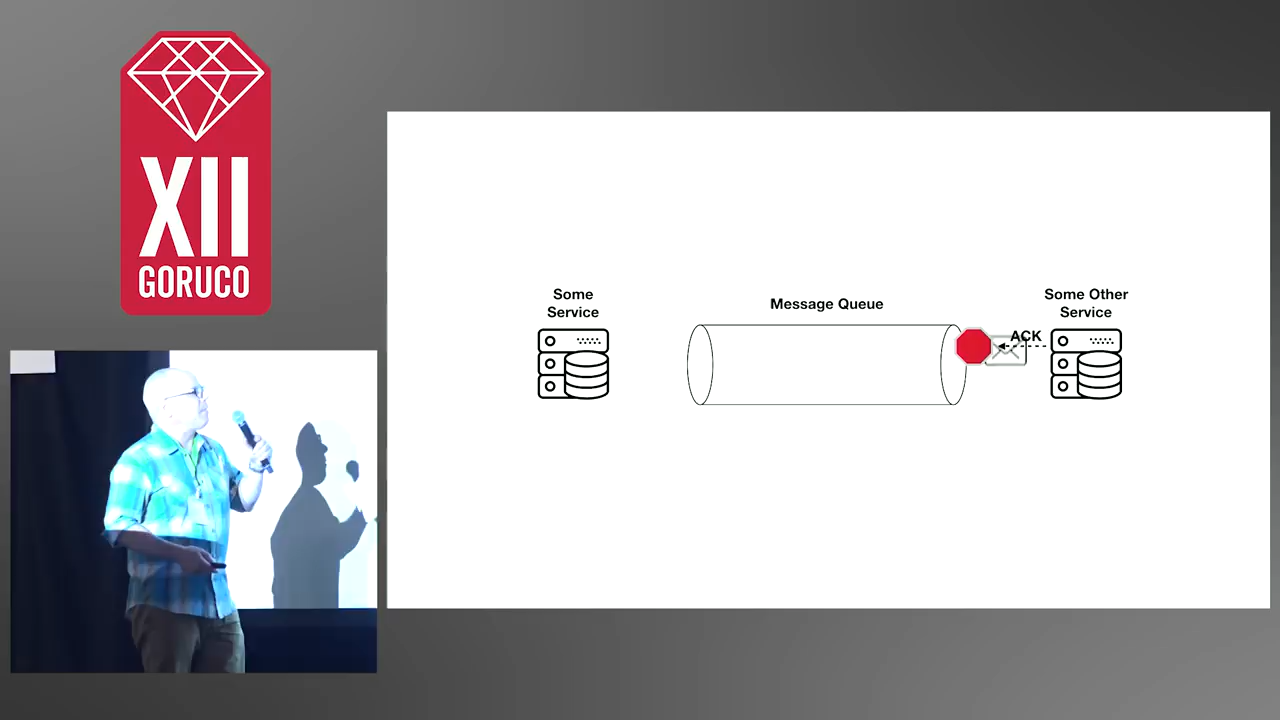 XII
GORUCO
Some
Service
Message Queue
Some Other
Service
ACK